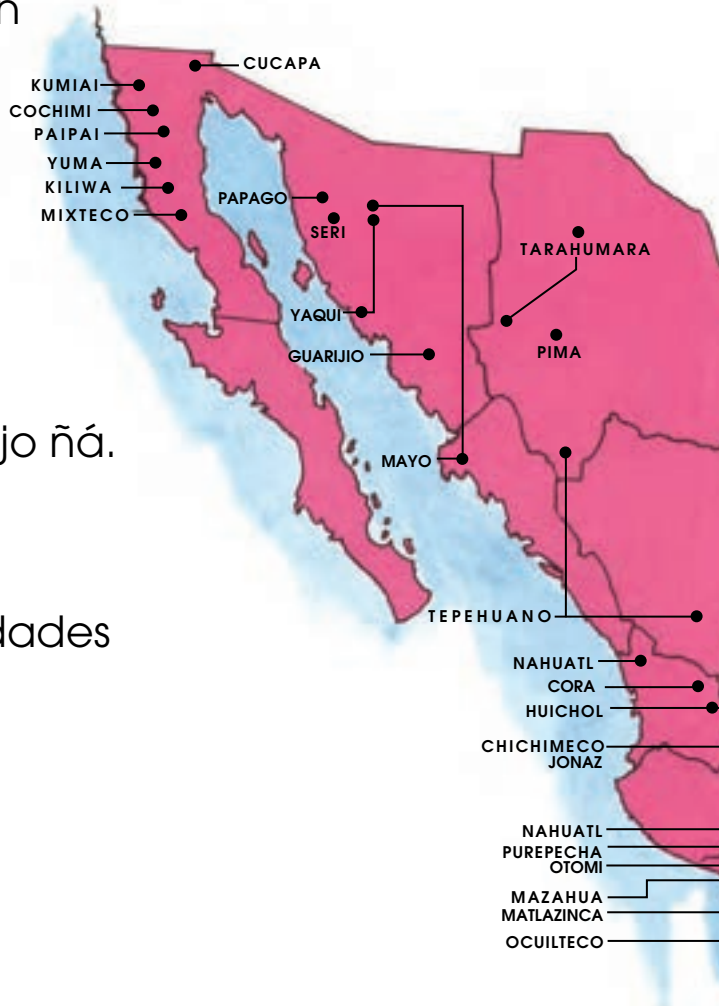 n
CUCAPA
KUMIAI
COCHIMI
PAIPAI
YUMA
KILIWA
MIXTECO
PAPAGO
SERI
TARAHUMARA
YAQUI
GUARIJIO
PIMA
jo ñá.
MAYO
dades
TEPEHUANO
NAHUATL
CORA
HUICHOL
CHICHIMECO
JONAZ
NAHUATL
PUREPECHA
OTOMI
MAZAHUA
MATLAZINCA
OCUILTECO